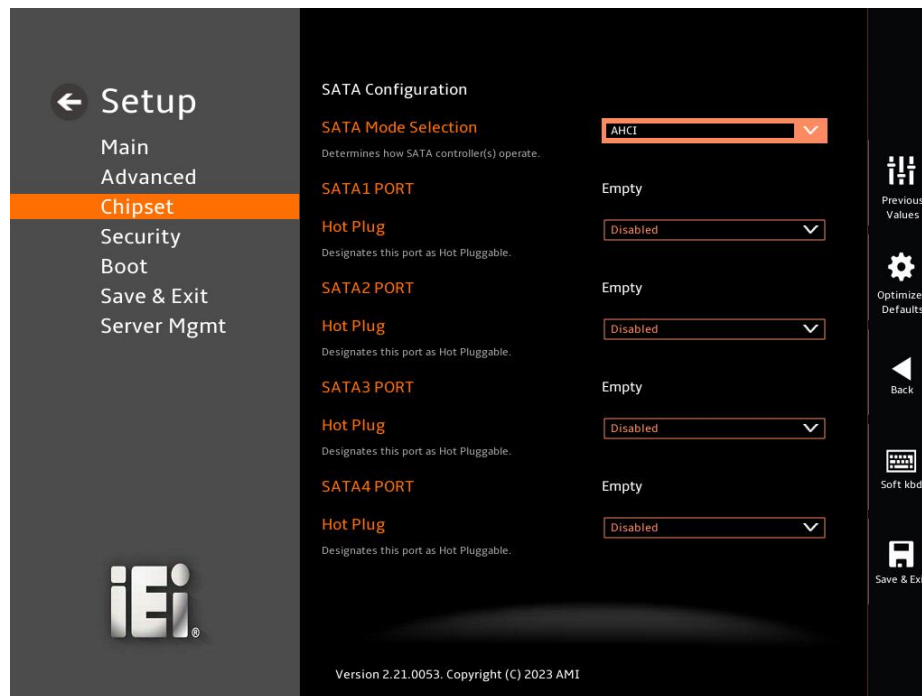 Setup
Main
Advanced
Chipset
Security
Boot
Save & Exit
Server Mgmt
iEi®
SATA Configuration
SATA Mode Selection
AHCI
Determines how SATA controller(s) operate.
SATA1 PORT
Empty
Hot Plug
Disabled
Designates this port as Hot Pluggable.
SATA2 PORT
Empty
Hot Plug
Disabled
Designates this port as Hot Pluggable.
SATA3 PORT
Empty
Hot Plug
Disabled
Designates this port as Hot Pluggable.
SATA4 PORT
Empty
Hot Plug
Disabled
Designates this port as Hot Pluggable.
Version 2.21.0053. Copyright (C) 2023 AMI
Previous
Values
Optimize
Defaults
Back
Soft kbd
Save & Exi